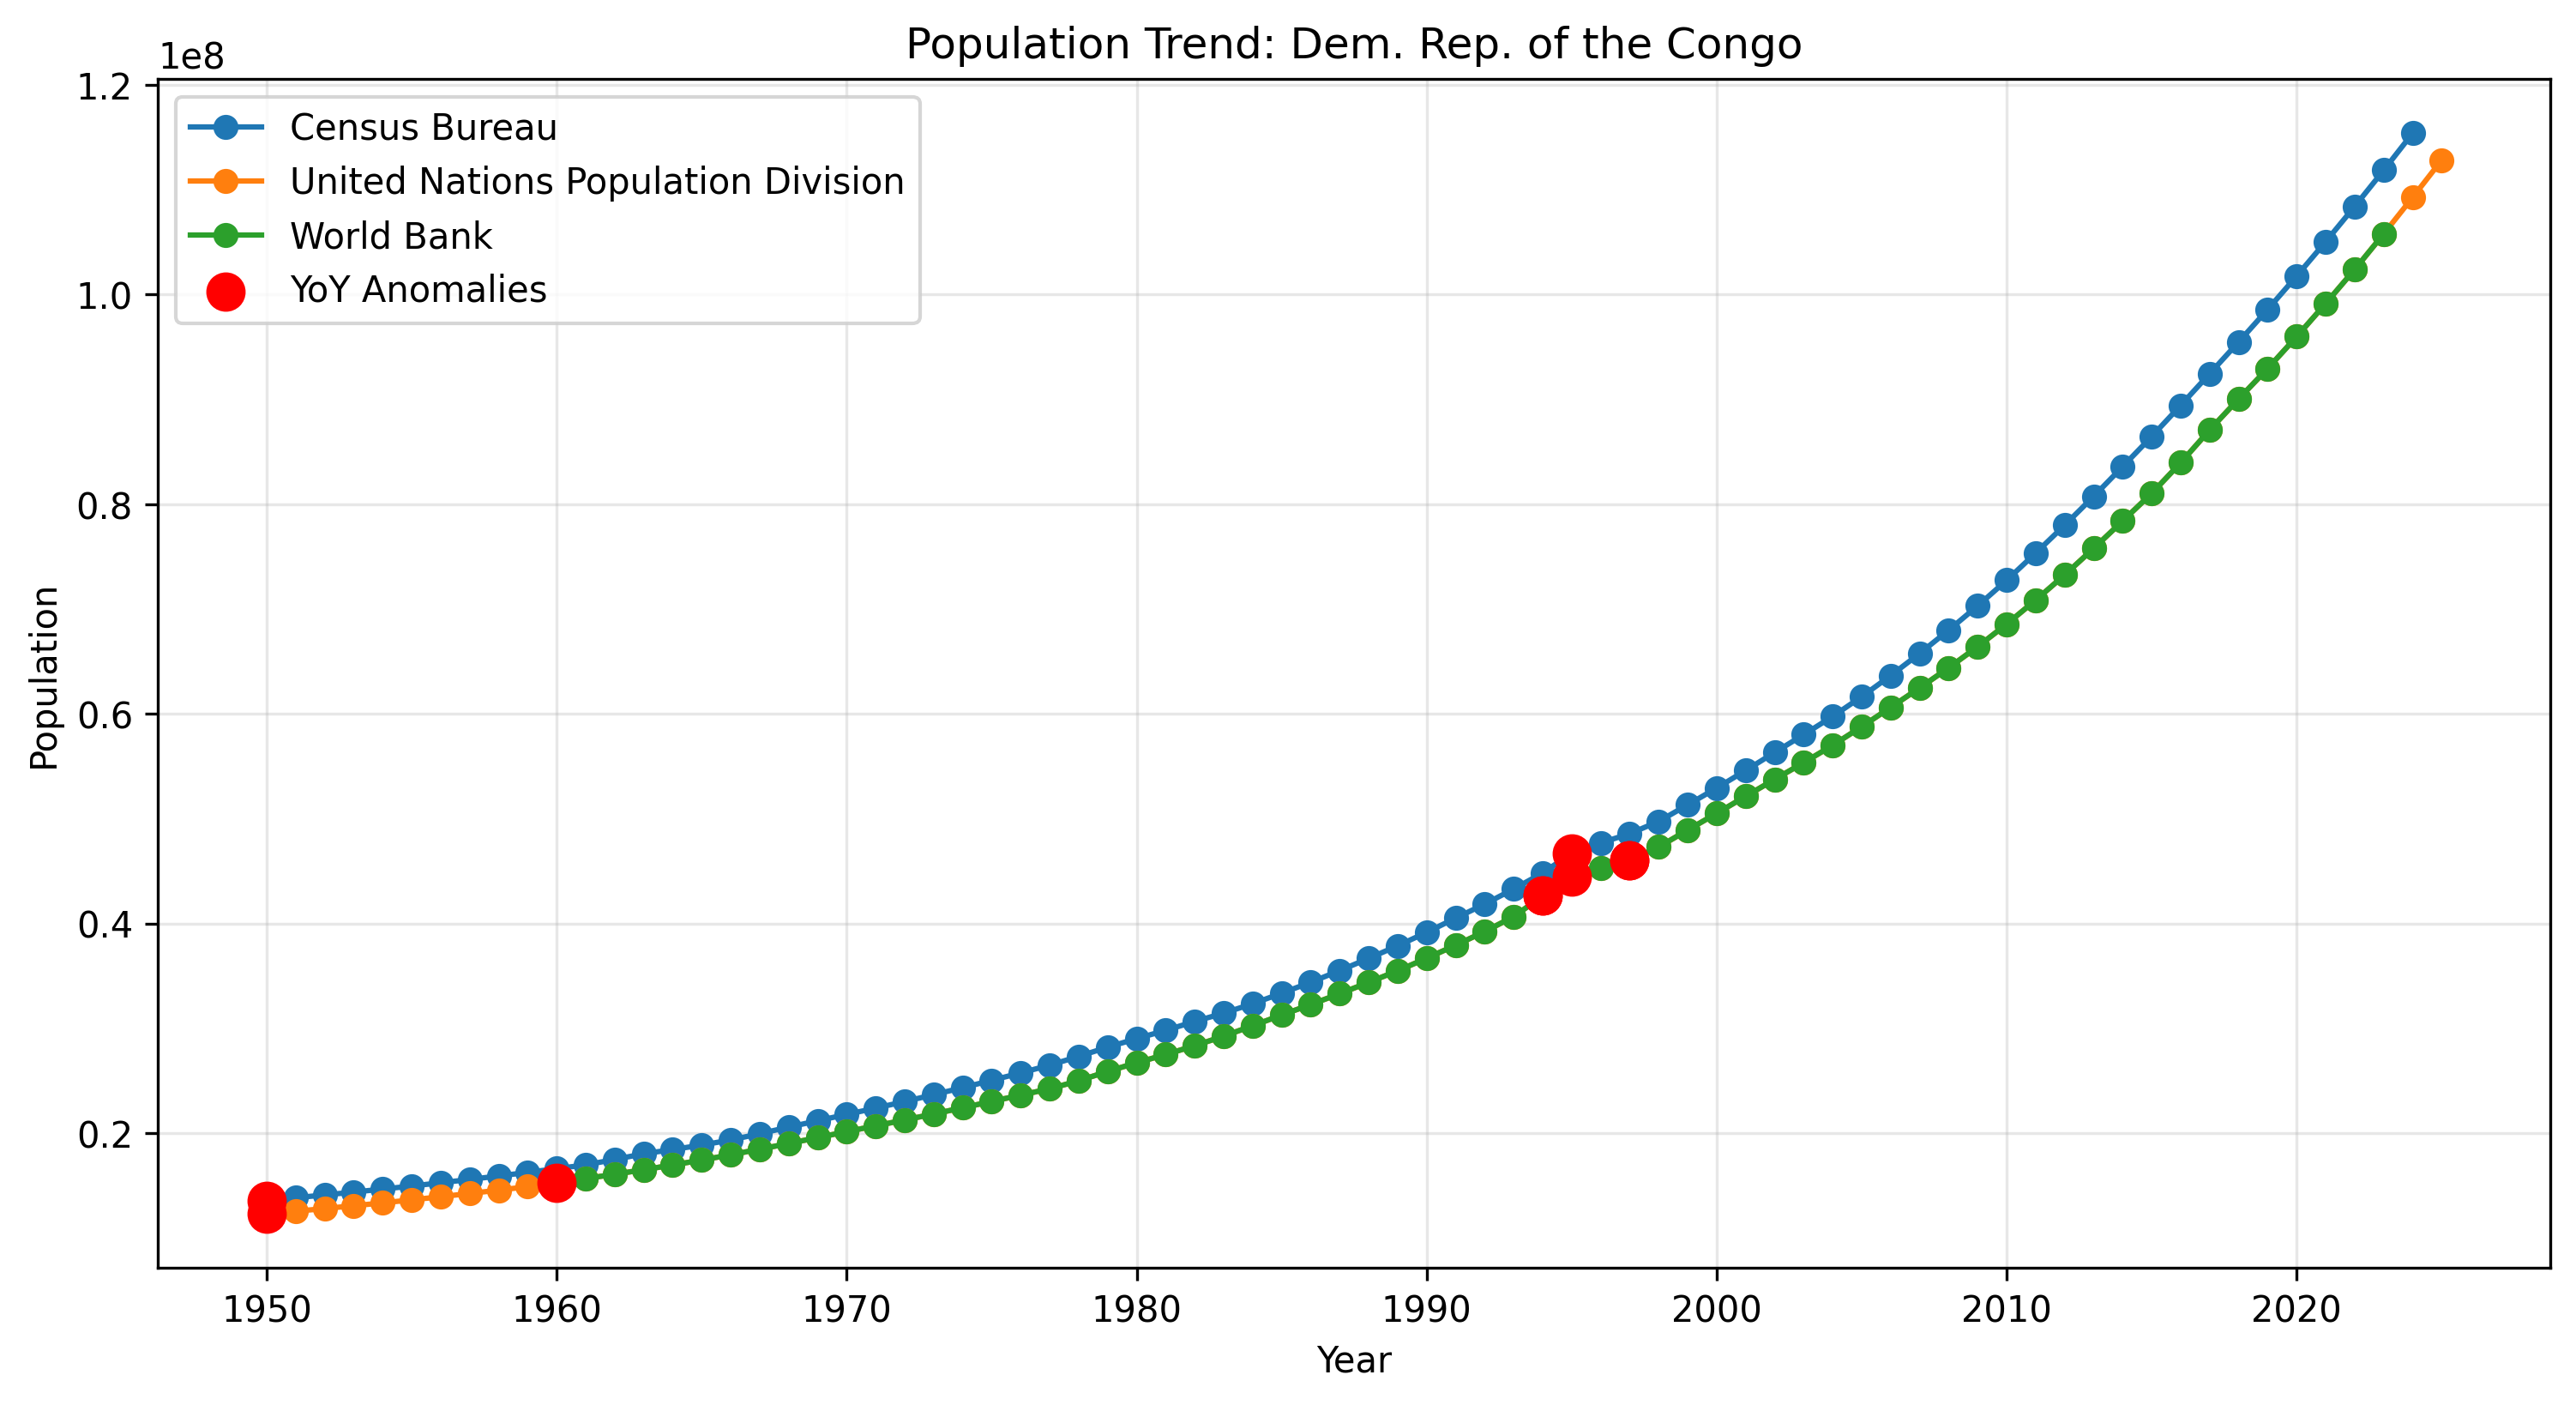 Population Trend: Dem. Rep. of the Congo
1e8
1.2
1.0
0.8
0.6
0.4
0.2
Population
Census Bureau
United Nations Population Division
World Bank
YoY Anomalies
1950 1960 1970 1980 1990 2000 2010 2020
Year